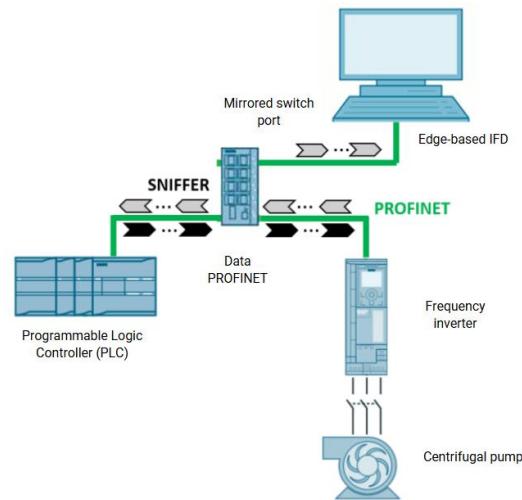 Mirrored switch
port
Edge-based IFD
SNIFFER
PROFINET
Data
PROFINET
Programmable Logic
Controller (PLC)
Frequency
inverter
Centrifugal pump